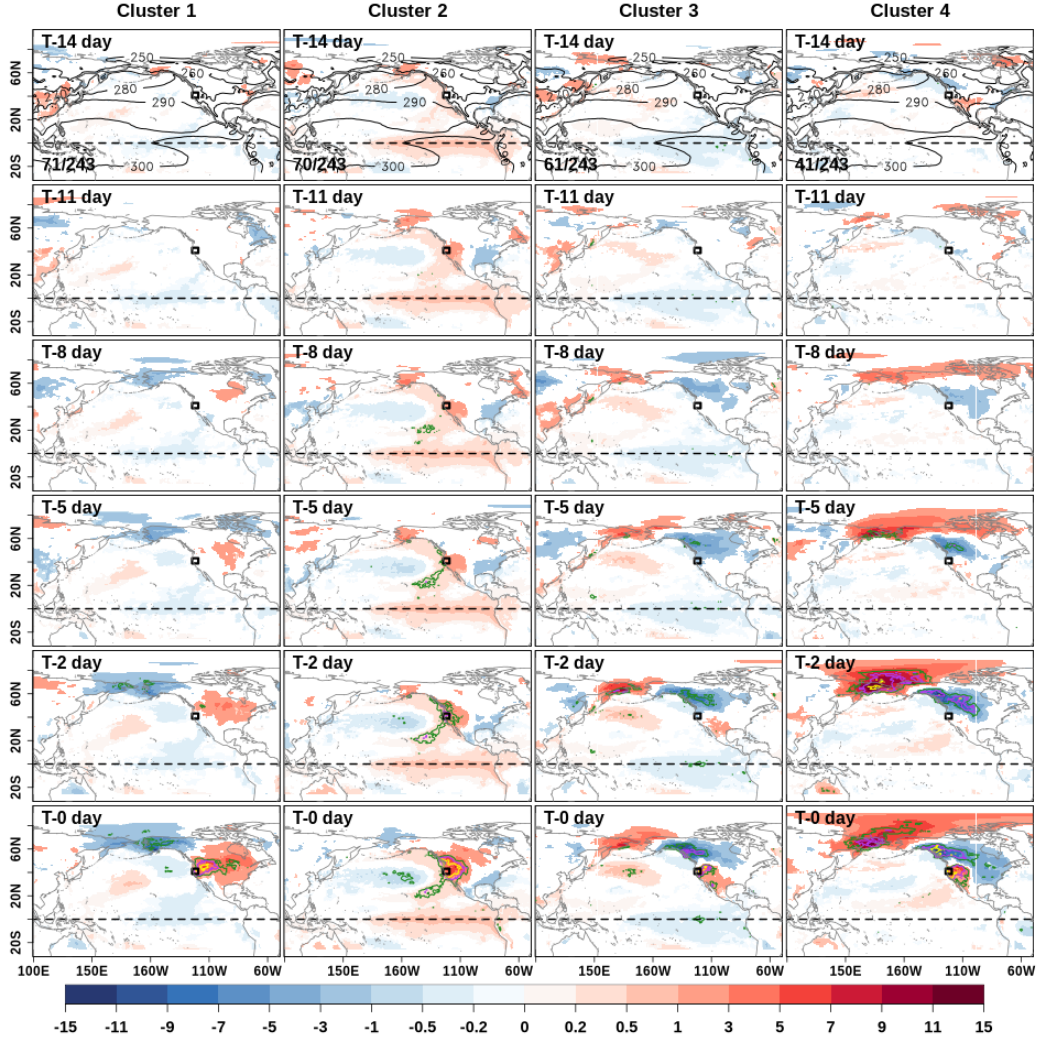 Cluster 1 Cluster 2 Cluster 3 Cluster 4
T-14 day T-14 day T-14 day T-14 day
60N 250 260 250 260 250 260 250 260
280 280 280 280
290 290 290 290
20N
71/243 300 70/243 300 61/243 300 41/243 300
20S
T-11 day T-11 day T-11 day T-11 day
60N
20N
20S
T-8 day T-8 day T-8 day T-8 day
60N
20N
20S
T-5 day T-5 day T-5 day T-5 day
60N
20N
20S
T-2 day T-2 day T-2 day T-2 day
60N
20N
20S
T-0 day T-0 day T-0 day T-0 day
60N
20N
20S
100E 150E 160W 110W 60W 150E 160W 110W 60W 150E 160W 110W 60W 150E 160W 110W 60W
-15 -11 -9 -7 -5 -3 -1 -0.5 -0.2 0 0.2 0.5 1 3 5 7 9 11 15